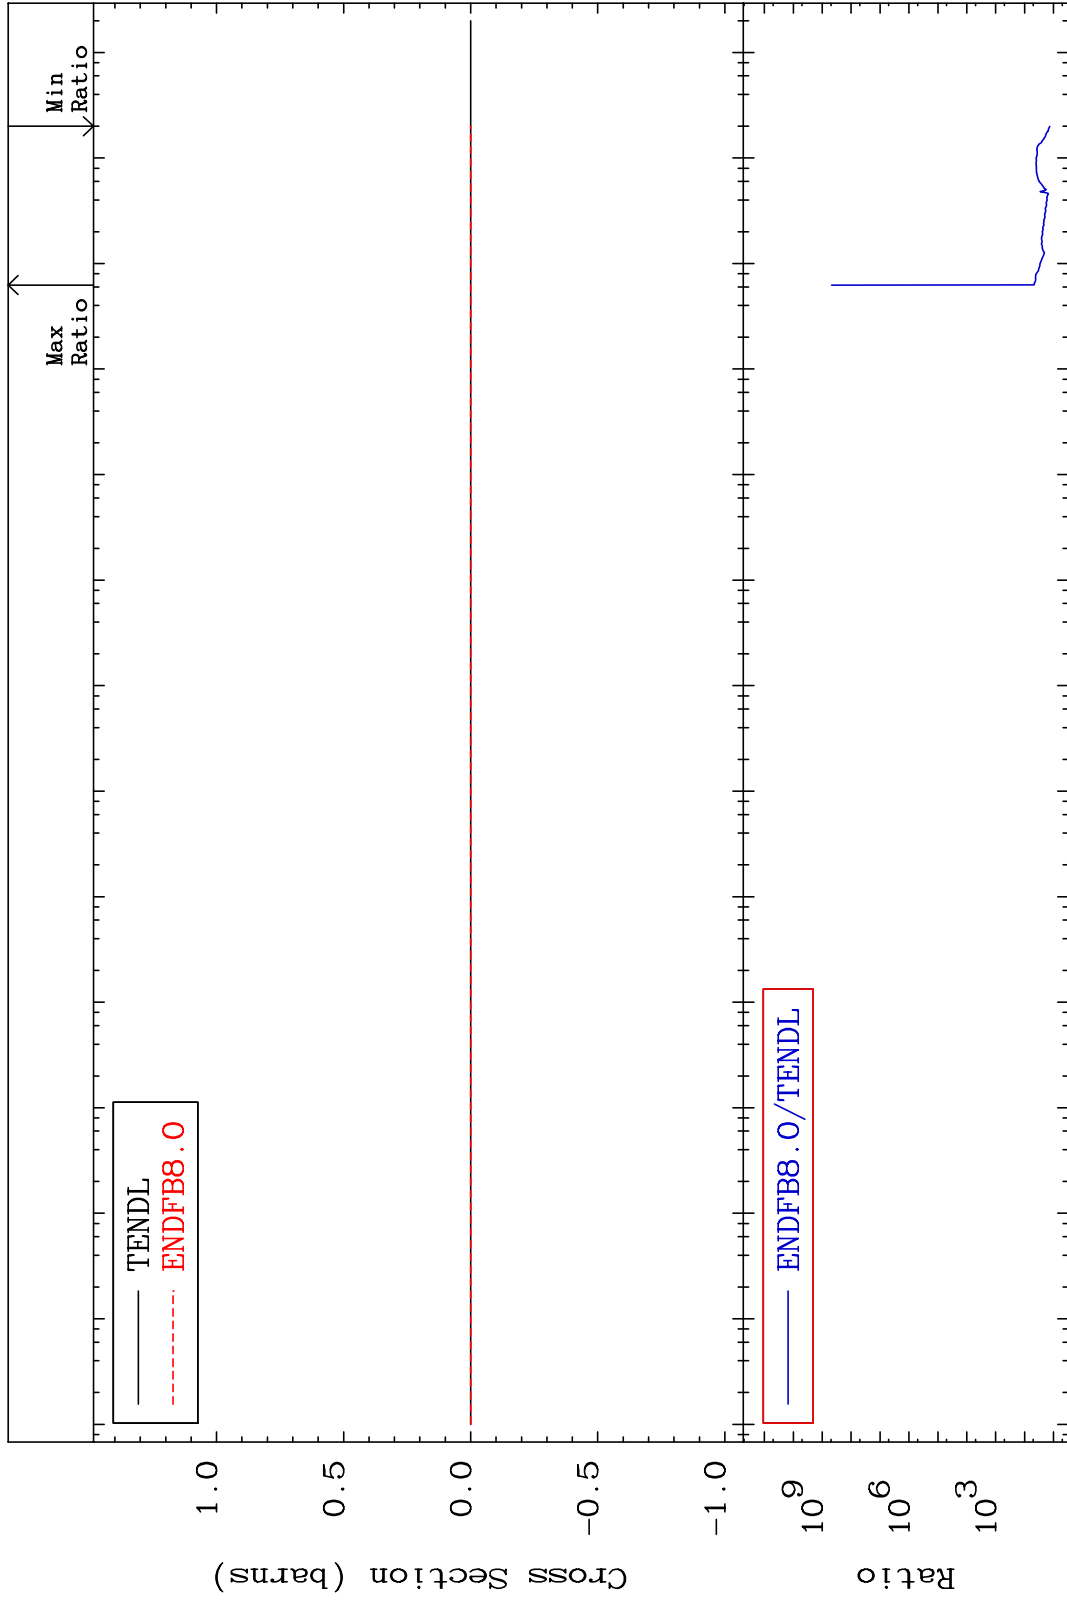 Max
Ratio
Min
Ratio
TENDL
ENDFB8.0
1.0
0.5
0.0
-0.5
-1.0
Cross Section (barns)
ENDFB8.0/TENDL
10^9
10^6
10^3
Ratio